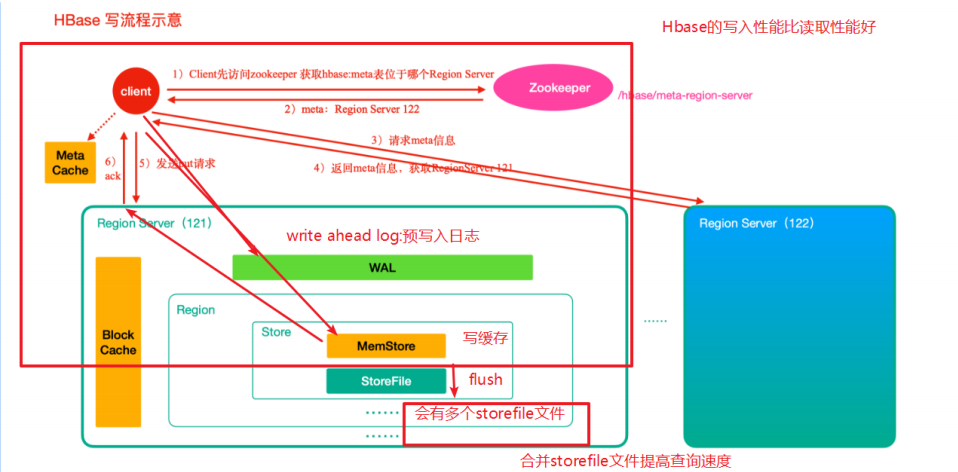 HBase 写流程示意
Hbase的写入性能比读取性能好
1）Client先访问zookeeper 获取hbase:meta表位于哪个Region Server
client
Zookeeper
/hbase/meta-region-server
2）meta：Region Server 122
3）请求meta信息
Meta
Cache
6）
ack
5）发送put请求
4）返回meta信息，获取RegionServer 121
Region Server（121）
Region Server（122）
write ahead log:预写入日志
WAL
Region
Store
Block
Cache
MemStore
写缓存
......
StoreFile
flush
......
会有多个storefile文件
......
合并storefile文件提高查询速度